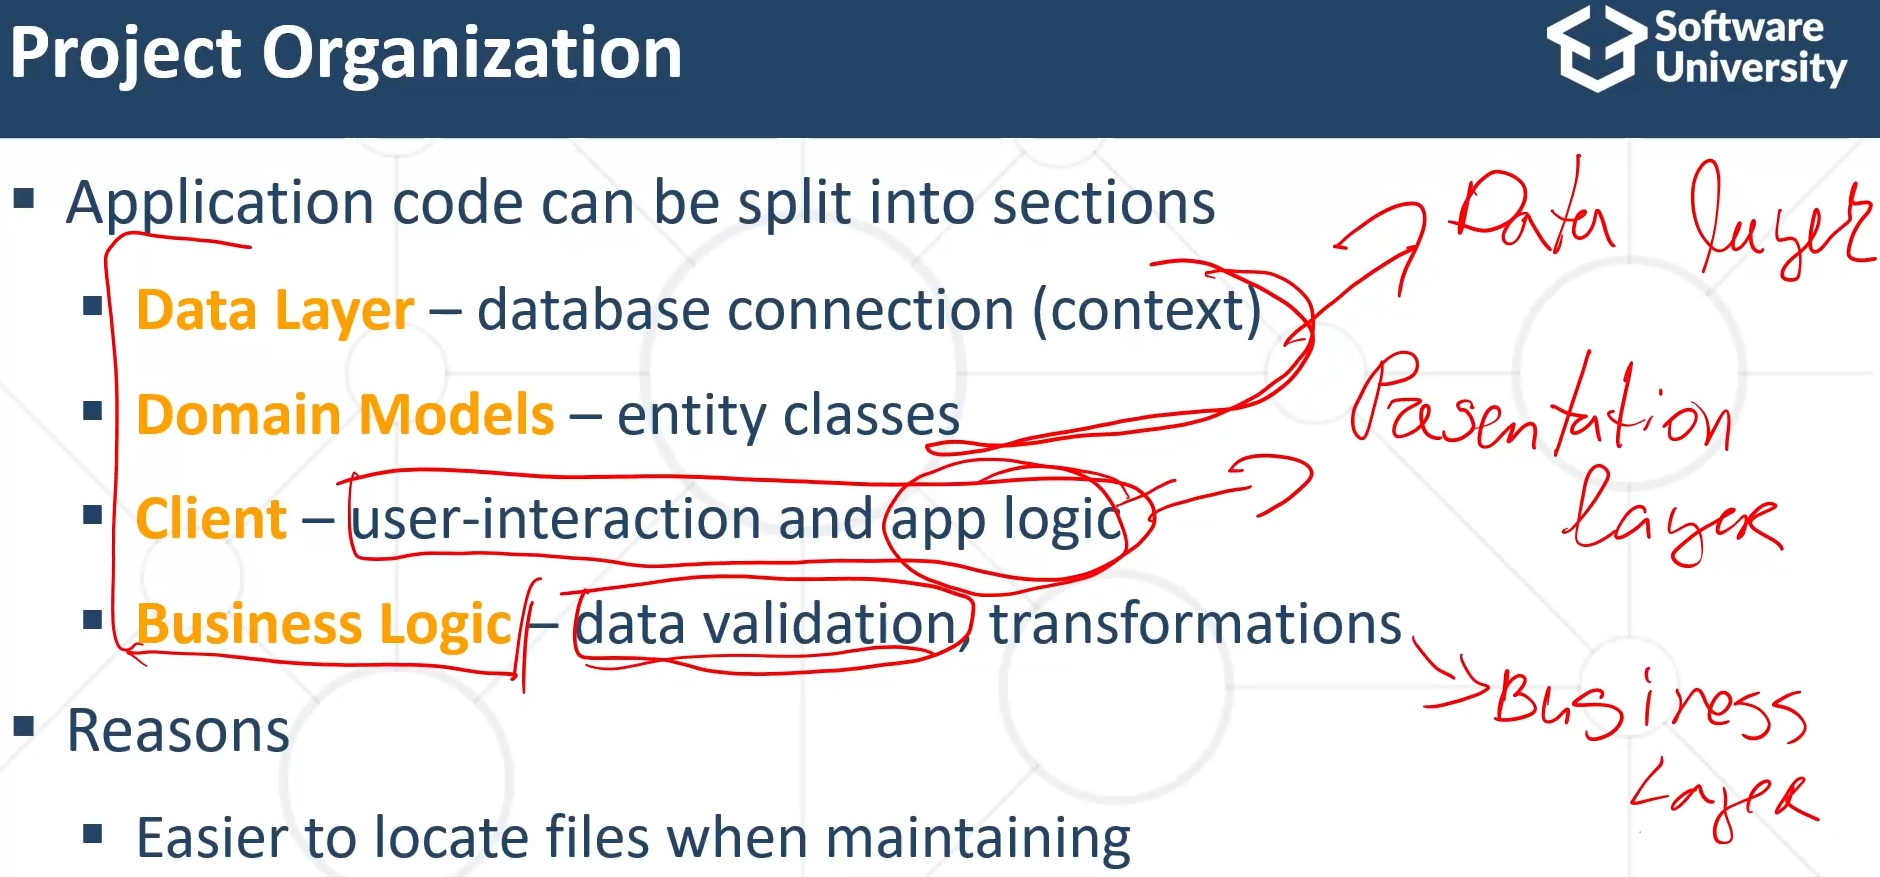 Project Organization
Software
University
Application code can be split into sections
Data Layer – database connection (context)
Domain Models – entity classes
Client – user-interaction and app logic
Business Logic – data validation, transformations
Reasons
Easier to locate files when maintaining
Data layer
Presentation
layer
Business
Layer